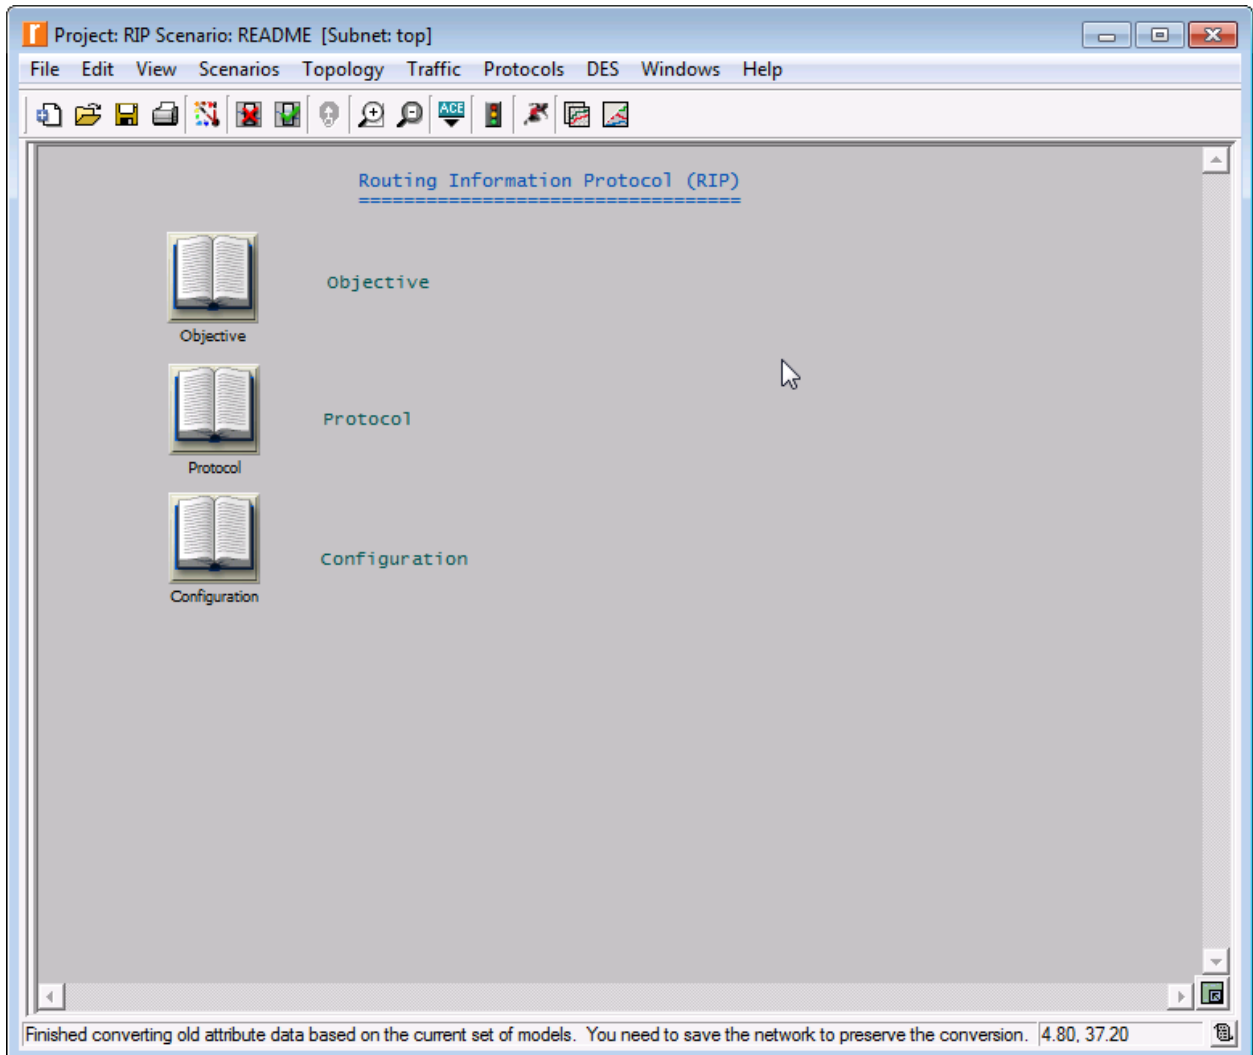 Project: RIP Scenario: README [Subnet: top]
File Edit View Scenarios Topology Traffic Protocols DES Windows Help
ACE
Routing Information Protocol (RIP)
==================================
Objective
Objective
Protocol
Protocol
Configuration
Configuration
Finished converting old attribute data based on the current set of models. You need to save the network to preserve the conversion. 4.80, 37.20